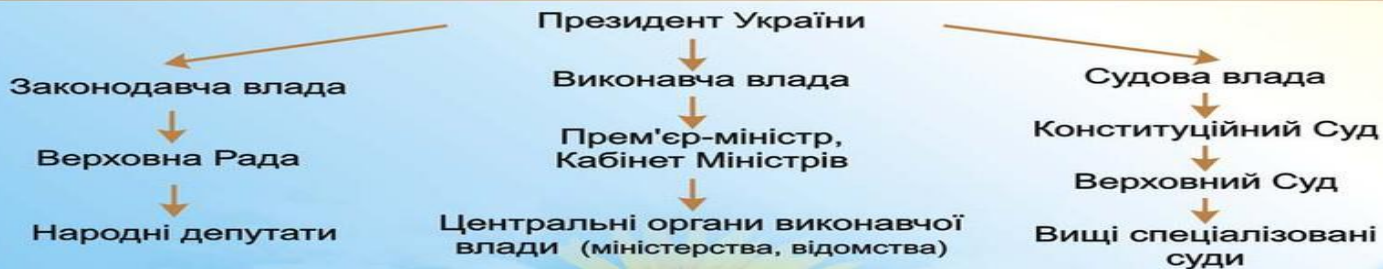 Президент України
Законодавча влада
Верховна Рада
Народні депутати
Виконавча влада
Прем'єр-міністр,
Кабінет Міністрів
Центральні органи виконавчої
влади (міністерства, відомства)
Судова влада
Конституційний Суд
Верховний Суд
Вищі спеціалізовані
суди